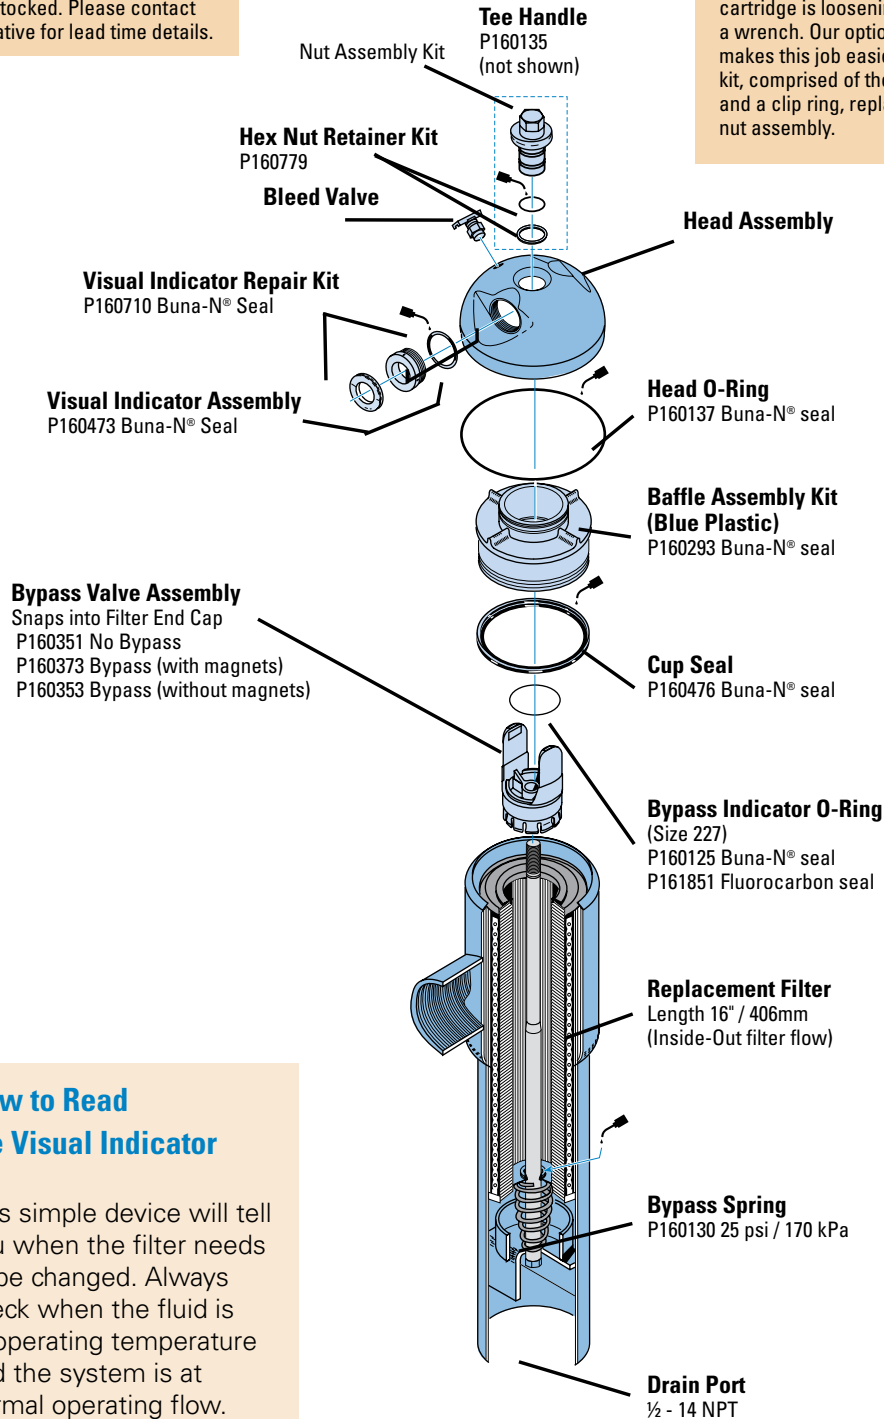 tocked. Please contact
ative for lead time details.
cartridge is loosenin
a wrench. Our optio
makes this job easie
kit, comprised of the
and a clip ring, repla
nut assembly.
Tee Handle
P160135
(not shown)
Nut Assembly Kit
Hex Nut Retainer Kit
P160779
Bleed Valve
Head Assembly
Visual Indicator Repair Kit
P160710 Buna-N® Seal
Visual Indicator Assembly
P160473 Buna-N® Seal
Head O-Ring
P160137 Buna-N® seal
Baffle Assembly Kit
(Blue Plastic)
P160293 Buna-N® seal
Bypass Valve Assembly
Snaps into Filter End Cap
P160351 No Bypass
P160373 Bypass (with magnets)
P160353 Bypass (without magnets)
Cup Seal
P160476 Buna-N® seal
Bypass Indicator O-Ring
(Size 227)
P160125 Buna-N® seal
P161851 Fluorocarbon seal
Replacement Filter
Length 16" / 406mm
(Inside-Out filter flow)
w to Read
e Visual Indicator
s simple device will tell
u when the filter needs
be changed. Always
eck when the fluid is
operating temperature
d the system is at
rmal operating flow.
Bypass Spring
P160130 25 psi / 170 kPa
Drain Port
½ - 14 NPT